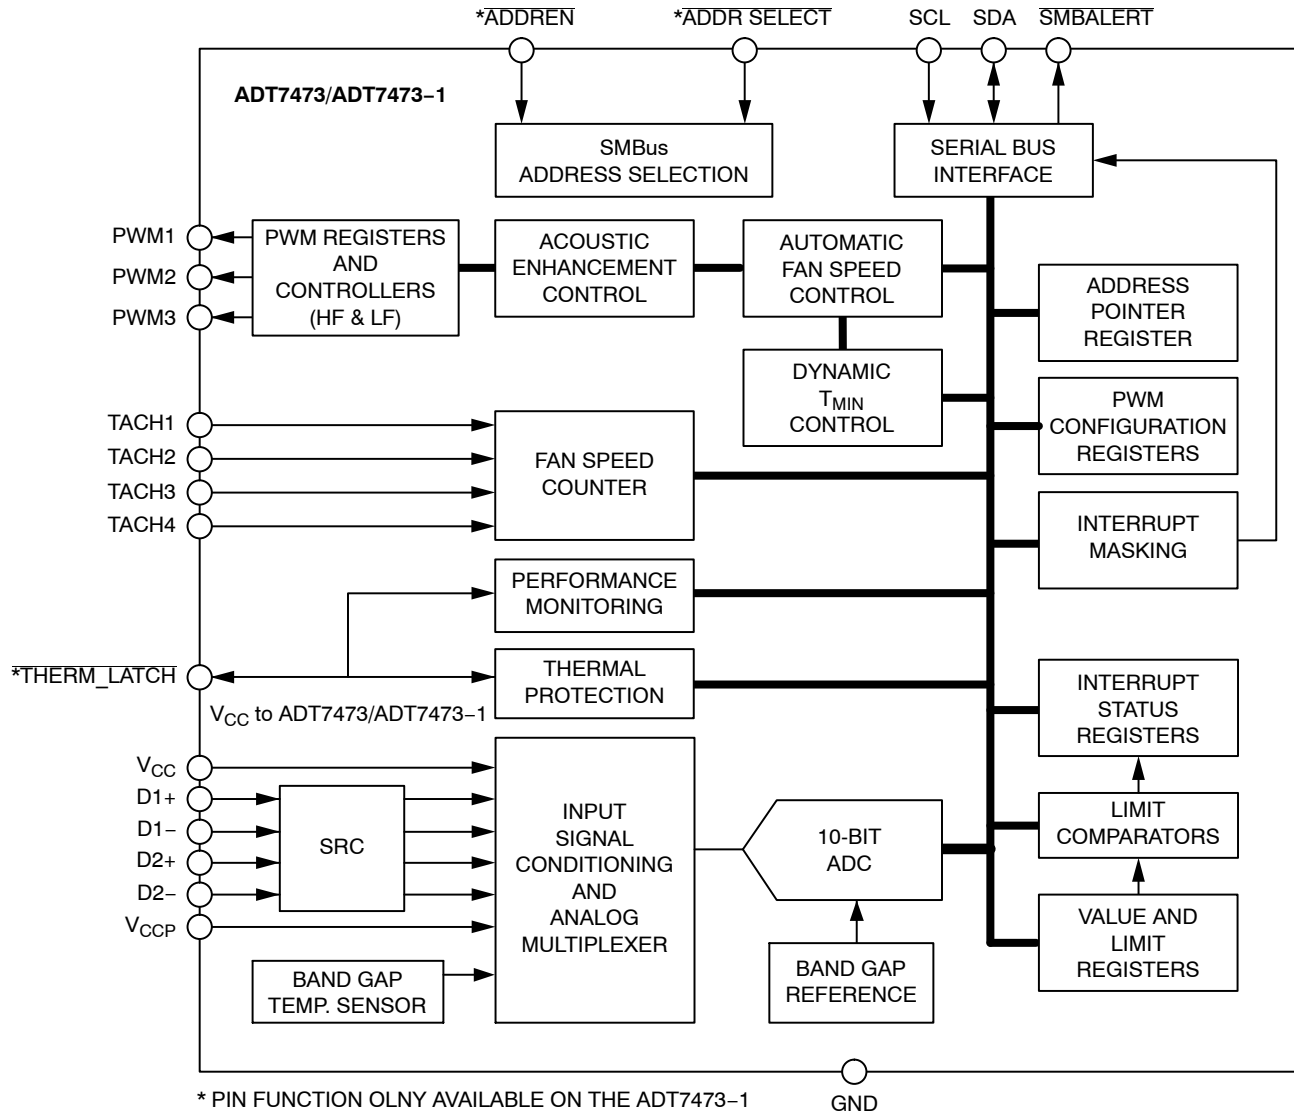 *ADDREN
*ADDR SELECT
SCL
SDA
SMBALERT
ADT7473/ADT7473−1
SMBus
ADDRESS SELECTION
SERIAL BUS
INTERFACE
PWM1
PWM2
PWM3
PWM REGISTERS
AND
CONTROLLERS
(HF & LF)
ACOUSTIC
ENHANCEMENT
CONTROL
AUTOMATIC
FAN SPEED
CONTROL
ADDRESS
POINTER
REGISTER
DYNAMIC
TMIN
CONTROL
PWM
CONFIGURATION
REGISTERS
TACH1
TACH2
TACH3
TACH4
FAN SPEED
COUNTER
INTERRUPT
MASKING
PERFORMANCE
MONITORING
*THERM_LATCH
THERMAL
PROTECTION
INTERRUPT
STATUS
REGISTERS
VCC to ADT7473/ADT7473−1
VCC
D1+
D1−
D2+
D2−
VCCP
SRC
INPUT
SIGNAL
CONDITIONING
AND
ANALOG
MULTIPLEXER
10-BIT
ADC
LIMIT
COMPARATORS
VALUE AND
LIMIT
REGISTERS
BAND GAP
TEMP. SENSOR
BAND GAP
REFERENCE
* PIN FUNCTION OLNY AVAILABLE ON THE ADT7473−1
GND